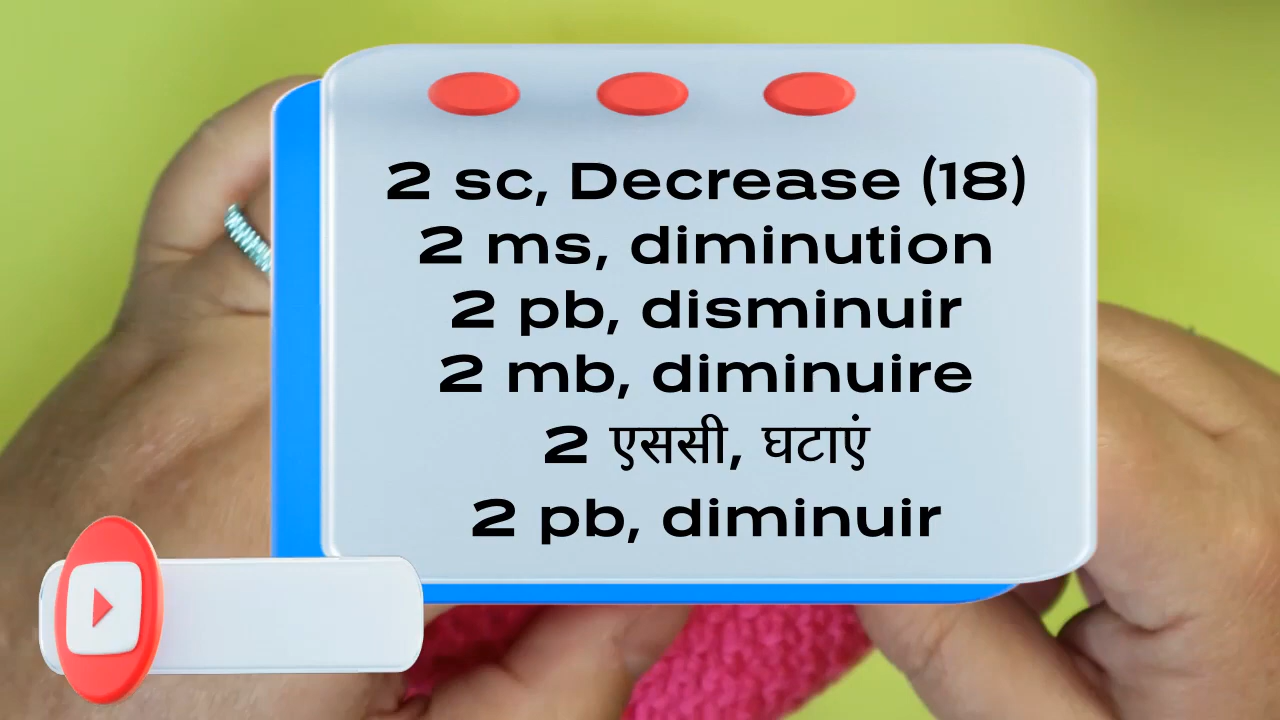 2 sc, Decrease (18)
2 ms, diminution
2 pb, disminuir
2 mb, diminuire
2 एससी, घटाएं
2 pb, diminuir